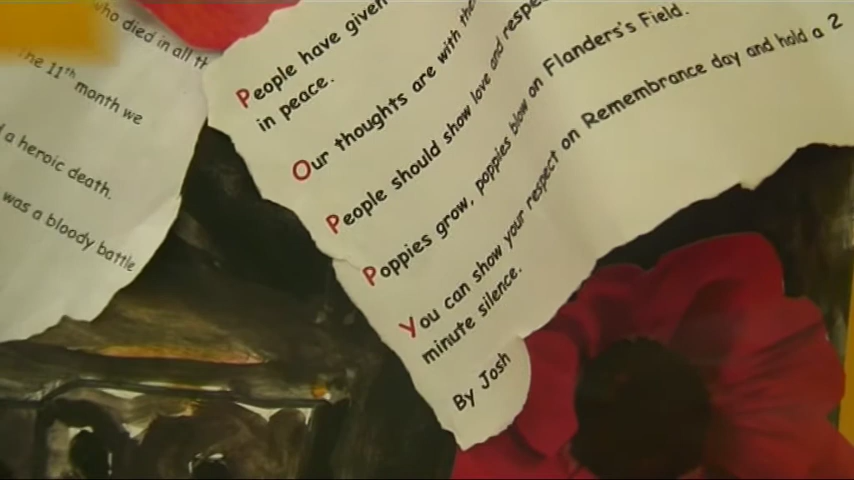 who died in all th
The 11th month we
a heroic death.
was a bloody battle
People have given
in peace.
Our thoughts are with the
People should show love and respe
Poppies grow, poppies blow on Flanders's Field.
You can show your respect on Remembrance day and hold a 2
minute silence.
By Josh